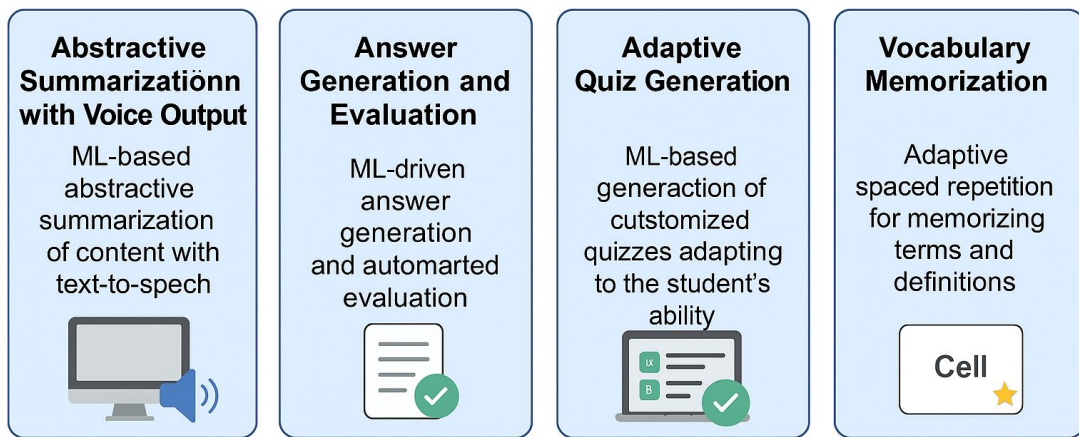 Abstractive
Summarizatiönn
with Voice Output
ML-based
abstractive
summarization
of content with
text-to-spech
Answer
Generation and
Evaluation
ML-driven
answer
generation
and automarted
evaluation
Adaptive
Quiz Generation
ML-based
generaction of
cutstomized
quizzes adapting
to the student's
ability
B
Vocabulary
Memorization
Adaptive
spaced repetition
for memorizing
terms and
definitions
Cell